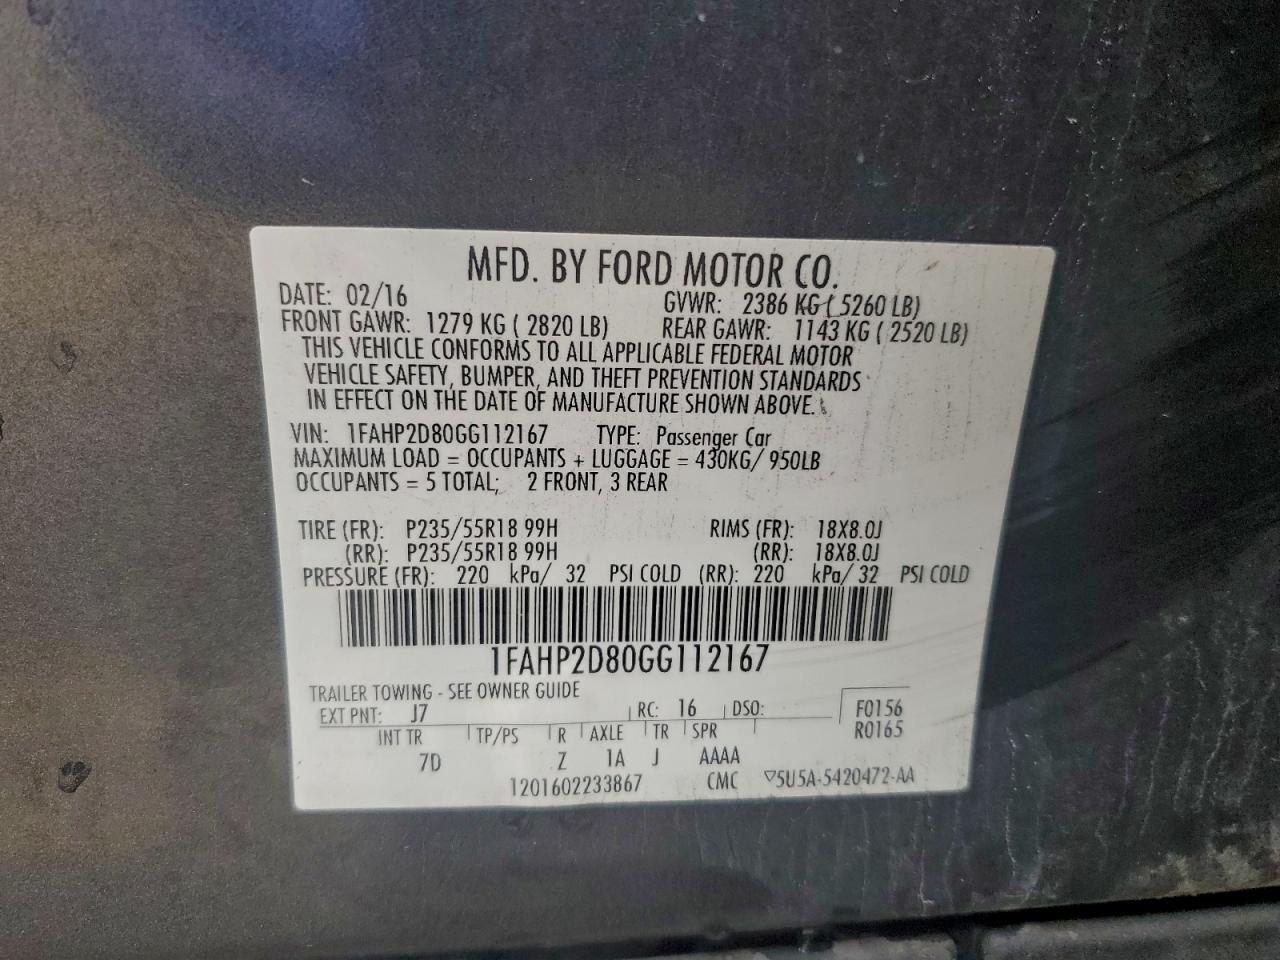 MFD. BY FORD MOTOR CO.
DATE: 02/16 GVWR: 2386 KG ( 5260 LB)
FRONT GAWR: 1279 KG ( 2820 LB) REAR GAWR: 1143 KG ( 2520 LB)
THIS VEHICLE CONFORMS TO ALL APPLICABLE FEDERAL MOTOR
VEHICLE SAFETY, BUMPER, AND THEFT PREVENTION STANDARDS
IN EFFECT ON THE DATE OF MANUFACTURE SHOWN ABOVE.
VIN: 1FAHP2D80GG112167 TYPE: Passenger Car
MAXIMUM LOAD = OCCUPANTS + LUGGAGE = 430KG/ 950LB
OCCUPANTS = 5 TOTAL; 2 FRONT, 3 REAR
TIRE (FR): P235/55R18 99H RIMS (FR): 18X8.0J
(RR): P235/55R18 99H (RR): 18X8.0J
PRESSURE (FR): 220 kPa/ 32 PSI COLD (RR): 220 kPa/ 32 PSI COLD
1FAHP2D80GG112167
TRAILER TOWING - SEE OWNER GUIDE
EXT PNT: J7 RC: 16 DSO: F0156
INT TR TP/PS R AXLE TR SPR R0165
7D Z 1A J AAAA
1201602233867 CMC ▽5U5A-5420472-AA